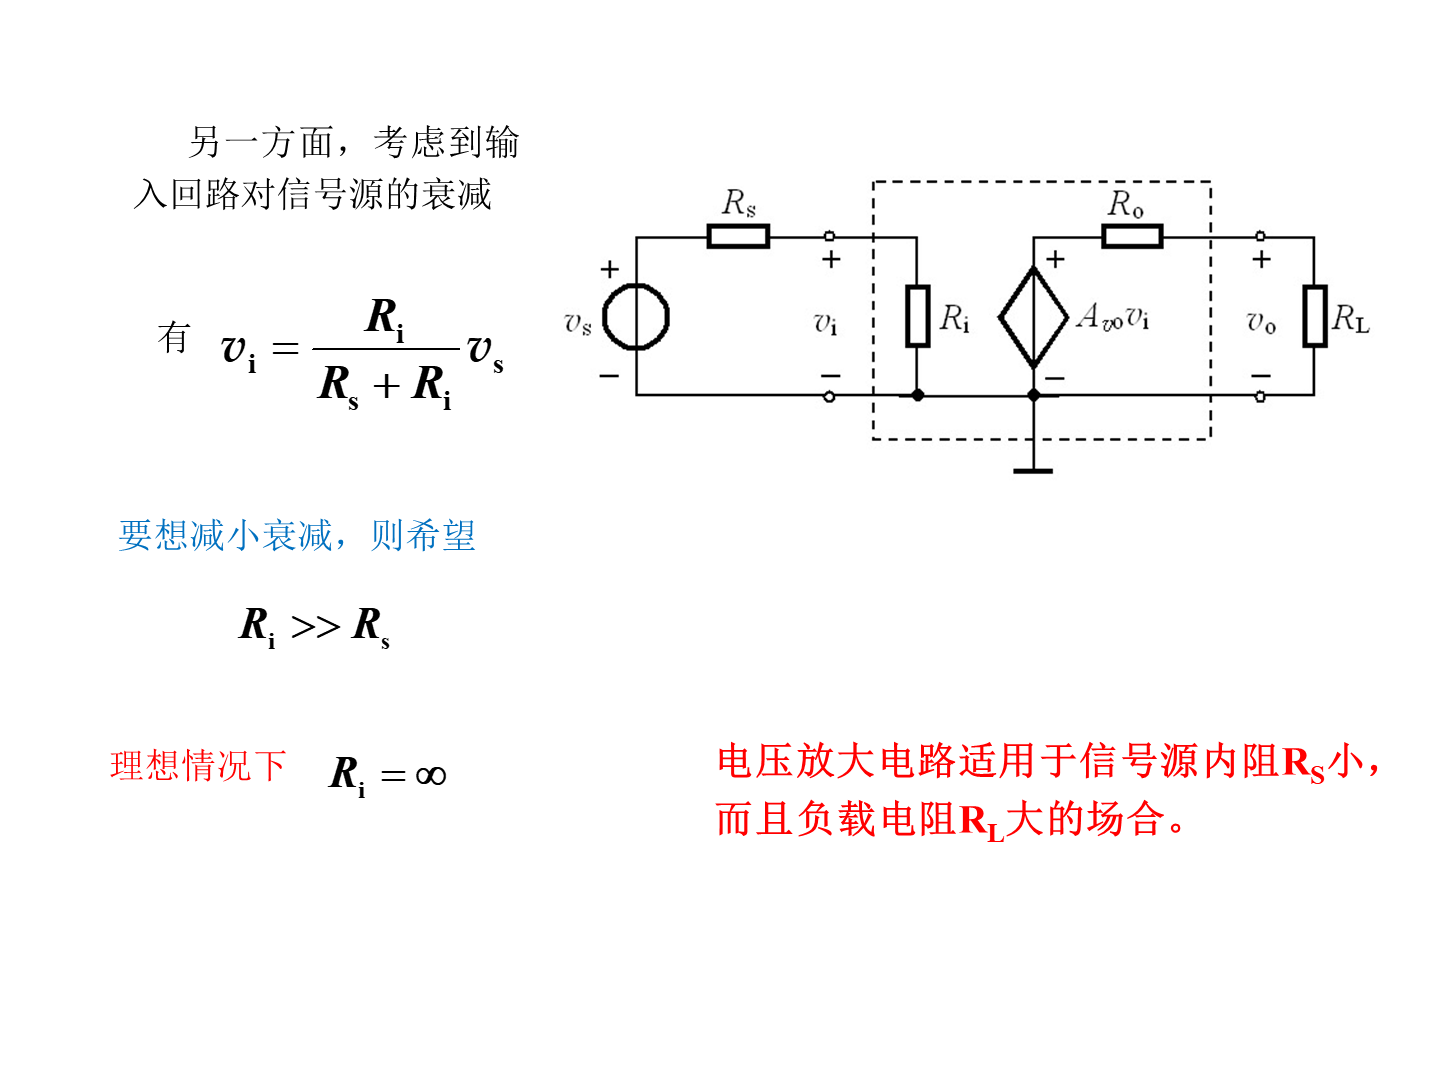 另一方面，考虑到输
入回路对信号源的衰减
有 vi = Ri / (Rs + Ri) vs
Rs
Ro
+ + + +
vs vi Ri Avovi vo RL
− − − −
要想减小衰减，则希望
Ri >> Rs
理想情况下 Ri = ∞
电压放大电路适用于信号源内阻RS小，
而且负载电阻RL大的场合。